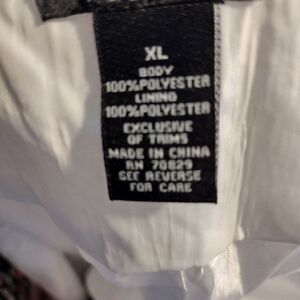 XL
BODY
100%POLYESTER
LINING
100%POLYESTER
EXCLUSIVE
OF TRIMS
MADE IN CHINA
RN 70829
SEE REVERSE
FOR CARE